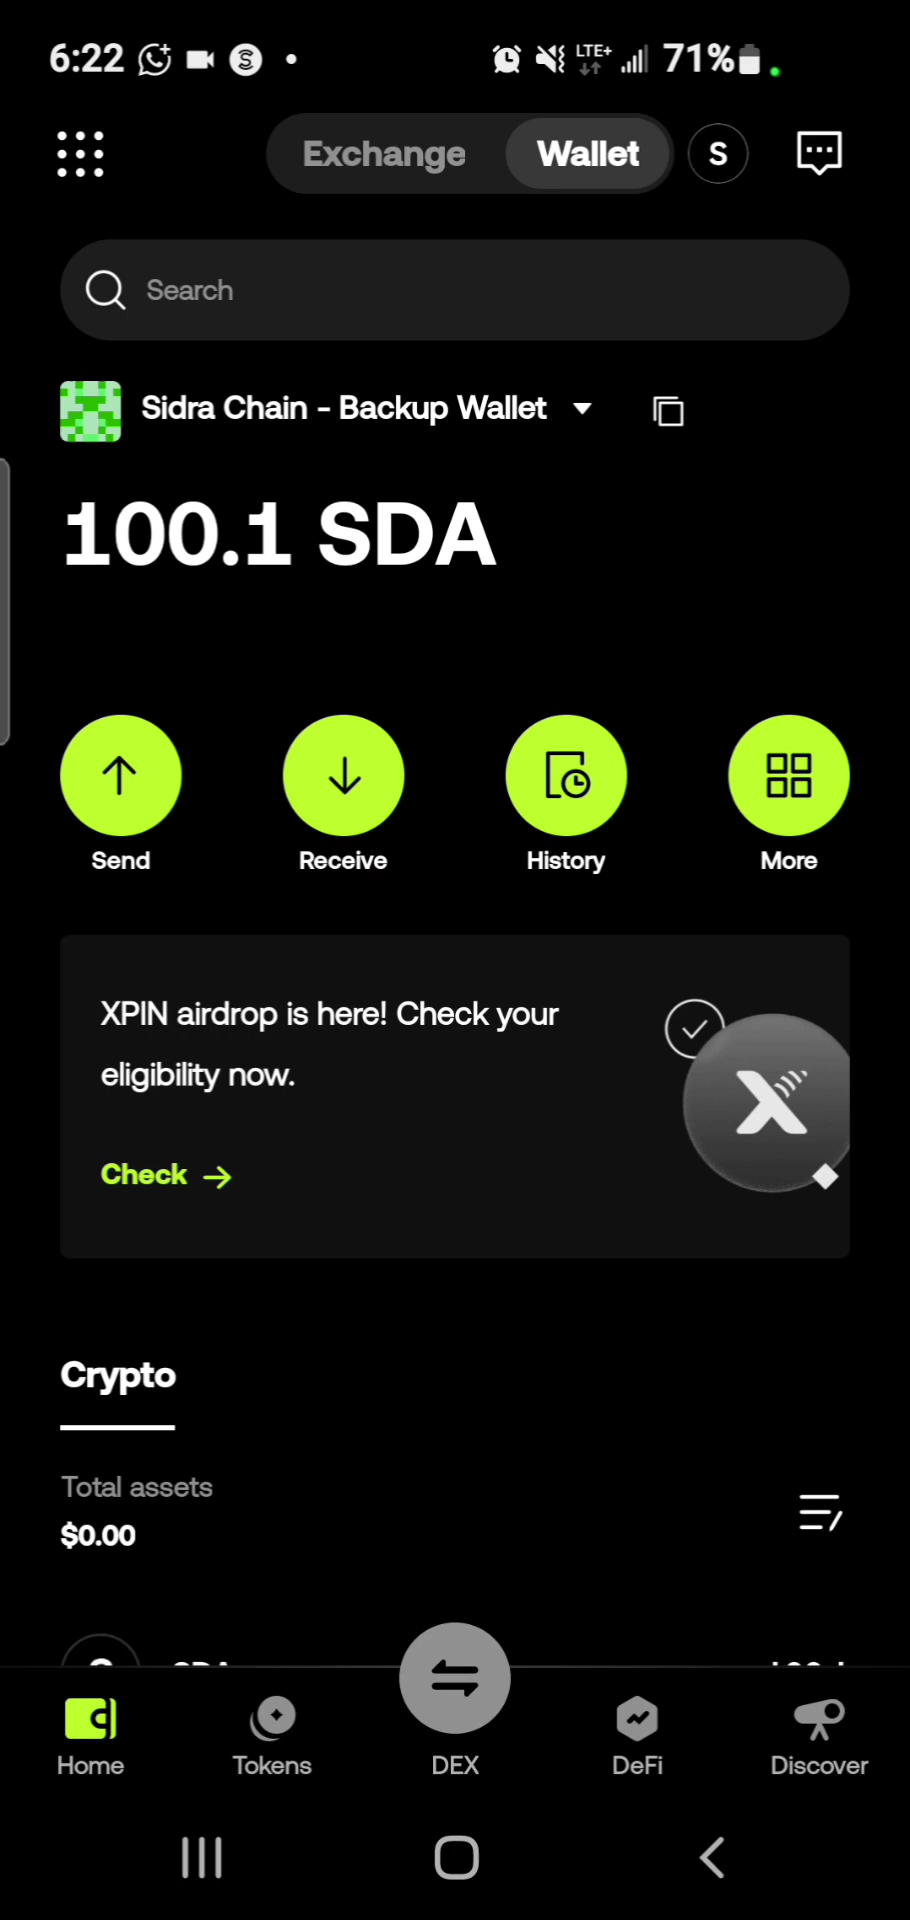 6:22
LTE+
71%
Exchange
Wallet
S
Search
Sidra Chain - Backup Wallet
100.1 SDA
Send
Receive
History
More
XPIN airdrop is here! Check your
eligibility now.
Check
Crypto
Total assets
$0.00
Home
Tokens
DEX
DeFi
Discover